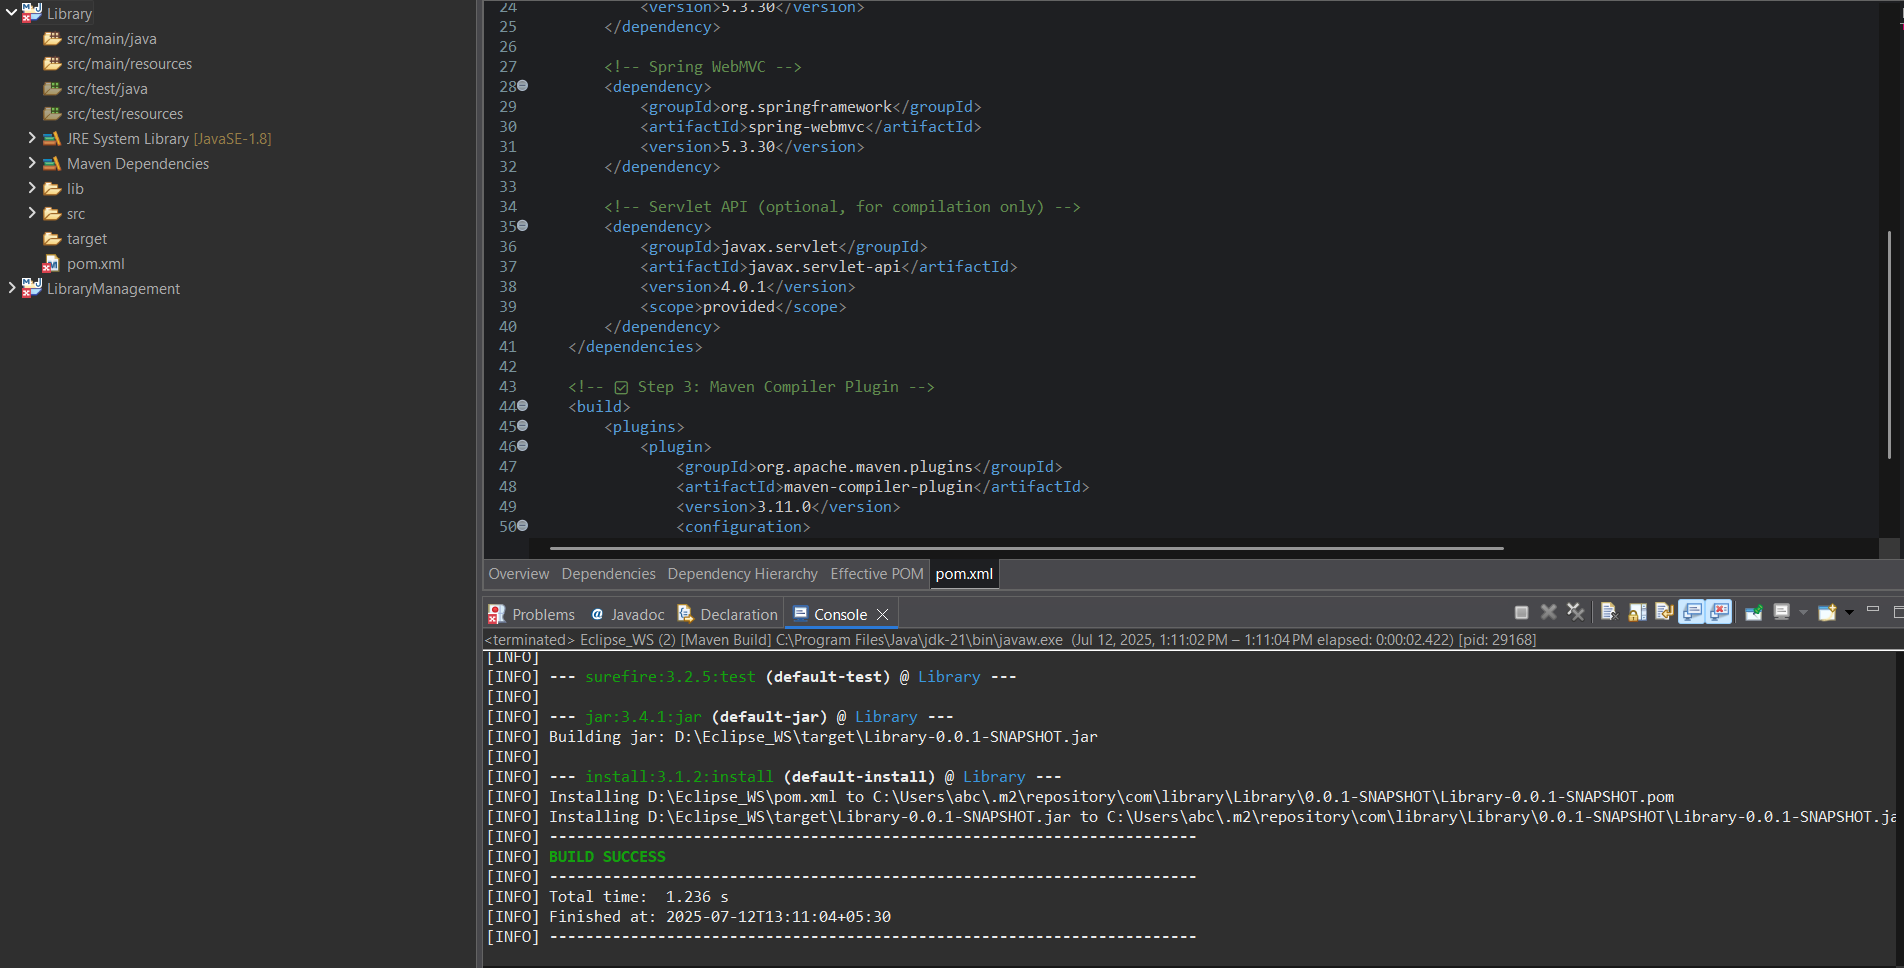 Library
src/main/java
src/main/resources
src/test/java
src/test/resources
JRE System Library [JavaSE-1.8]
Maven Dependencies
lib
src
target
pom.xml
LibraryManagement
24 <version>5.3.30</version>
25 </dependency>
26
27 <!-- Spring WebMVC -->
28 <dependency>
29 <groupId>org.springframework</groupId>
30 <artifactId>spring-webmvc</artifactId>
31 <version>5.3.30</version>
32 </dependency>
33
34 <!-- Servlet API (optional, for compilation only) -->
35 <dependency>
36 <groupId>javax.servlet</groupId>
37 <artifactId>javax.servlet-api</artifactId>
38 <version>4.0.1</version>
39 <scope>provided</scope>
40 </dependency>
41 </dependencies>
42
43 <!-- ☑ Step 3: Maven Compiler Plugin -->
44 <build>
45 <plugins>
46 <plugin>
47 <groupId>org.apache.maven.plugins</groupId>
48 <artifactId>maven-compiler-plugin</artifactId>
49 <version>3.11.0</version>
50 <configuration>
Overview Dependencies Dependency Hierarchy Effective POM pom.xml
Problems @ Javadoc Declaration Console
<terminated> Eclipse_WS (2) [Maven Build] C:\Program Files\Java\jdk-21\bin\javaw.exe (Jul 12, 2025, 1:11:02 PM – 1:11:04 PM elapsed: 0:00:02.422) [pid: 29168]
[INFO]
[INFO] --- surefire:3.2.5:test (default-test) @ Library ---
[INFO]
[INFO] --- jar:3.4.1:jar (default-jar) @ Library ---
[INFO] Building jar: D:\Eclipse_WS\target\Library-0.0.1-SNAPSHOT.jar
[INFO]
[INFO] --- install:3.1.2:install (default-install) @ Library ---
[INFO] Installing D:\Eclipse_WS\pom.xml to C:\Users\abc\.m2\repository\com\library\Library\0.0.1-SNAPSHOT\Library-0.0.1-SNAPSHOT.pom
[INFO] Installing D:\Eclipse_WS\target\Library-0.0.1-SNAPSHOT.jar to C:\Users\abc\.m2\repository\com\library\Library\0.0.1-SNAPSHOT\Library-0.0.1-SNAPSHOT.ja
[INFO] ------------------------------------------------------------------------
[INFO] BUILD SUCCESS
[INFO] ------------------------------------------------------------------------
[INFO] Total time:  1.236 s
[INFO] Finished at: 2025-07-12T13:11:04+05:30
[INFO] ------------------------------------------------------------------------